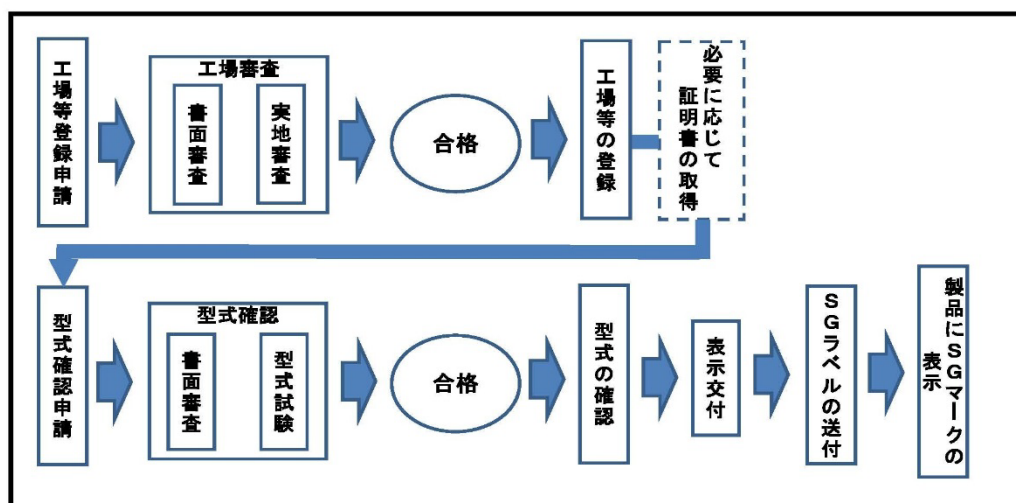 工場等登録申請
工場審査
書面審査
実地審査
合格
工場等の登録
必要に応じて
証明書の取得
型式確認申請
型式確認
書面審査
型式試験
合格
型式の確認
表示交付
SGラベルの送付
製品にSGマークの
表示